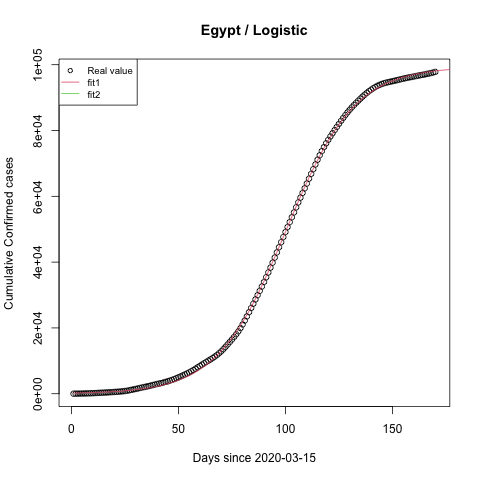 Egypt / Logistic
Real value
fit1
fit2
Cumulative Confirmed cases
1e+05
8e+04
6e+04
4e+04
2e+04
0e+00
0 50 100 150
Days since 2020-03-15